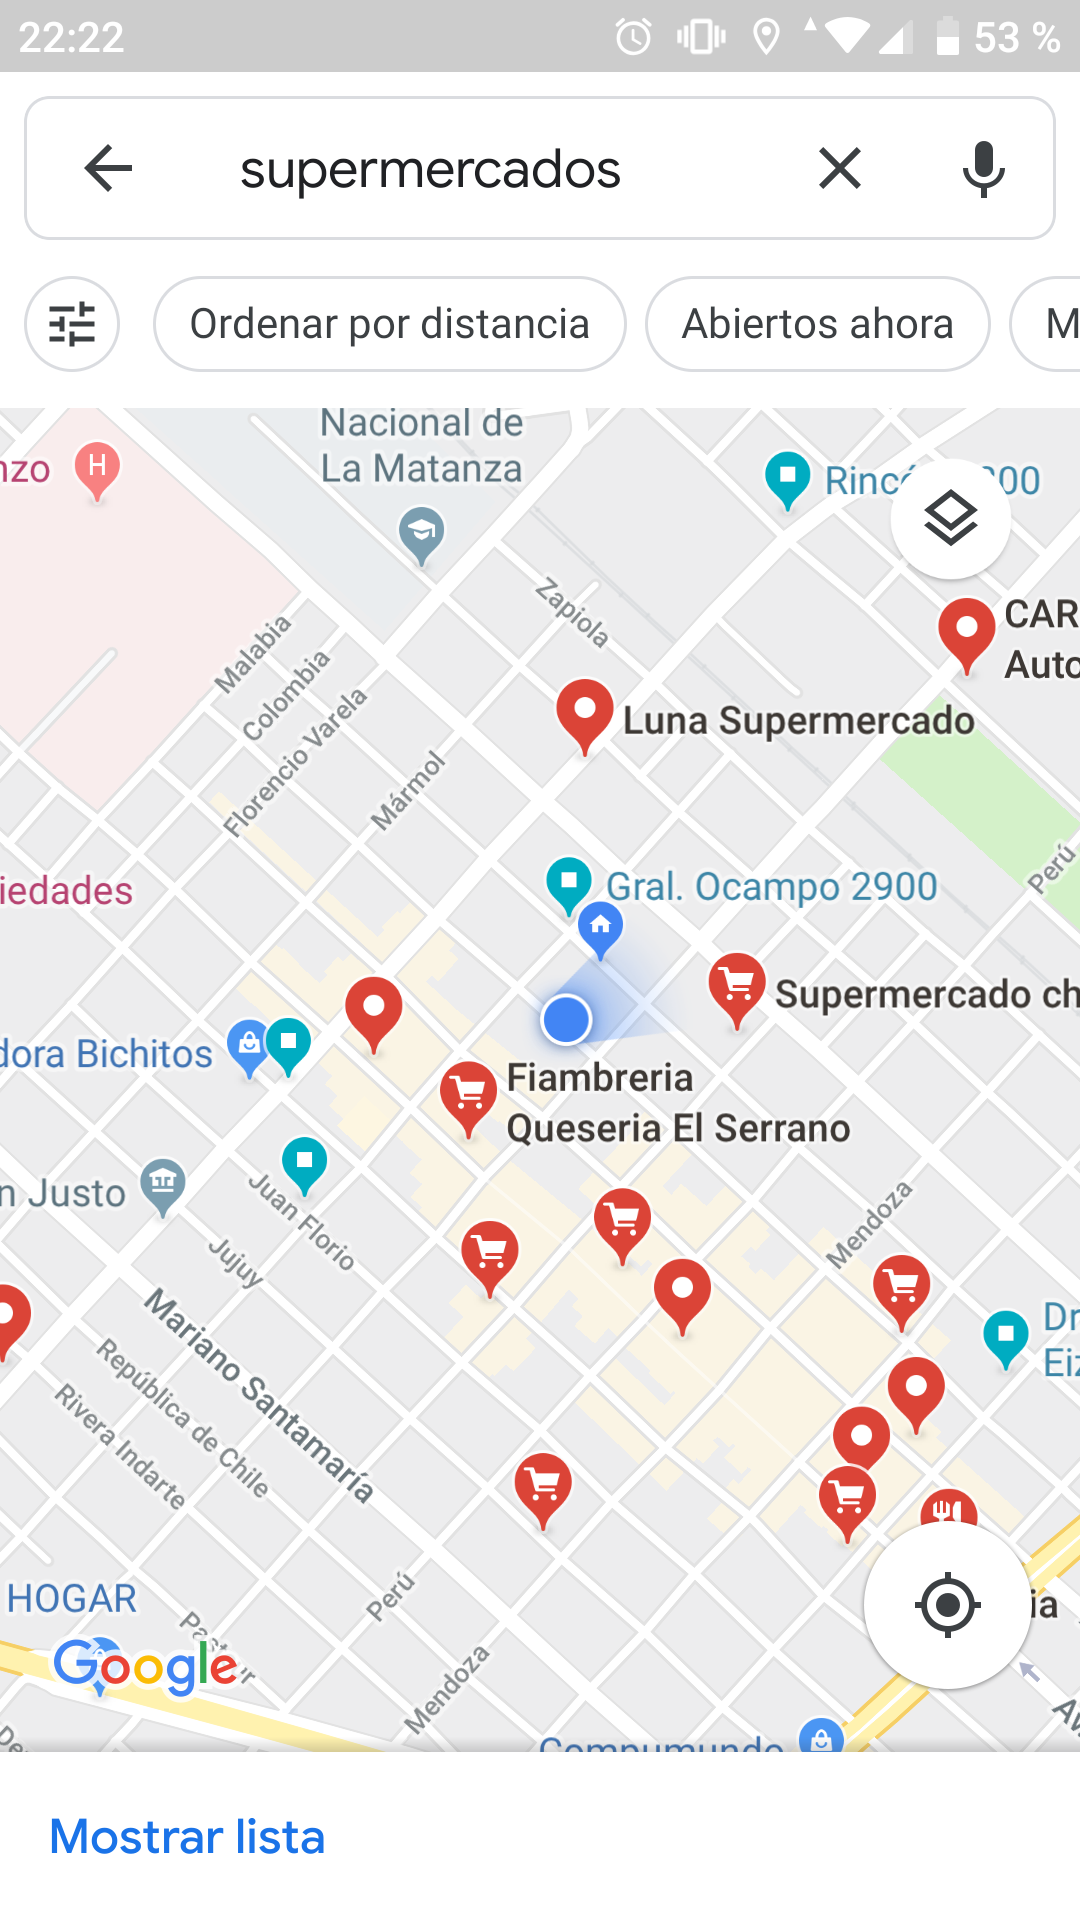 22:22
53 %
supermercados
Ordenar por distancia
Abiertos ahora
M
Nacional de
La Matanza
nzo
H
Rincó
00
Zapiola
CAR
Auto
Malabia
Colombia
Florencio Varela
Mármol
Luna Supermercado
Perú
iedades
Gral. Ocampo 2900
Supermercado ch
dora Bichitos
Fiambreria
Queseria El Serrano
n Justo
Juan Florio
Jujuy
Mendoza
Mariano Santamaría
República de Chile
Rivera Indarte
Dr
Eiz
HOGAR
Perú
ia
Google
Mendoza
Av
De
Compumundo
Mostrar lista